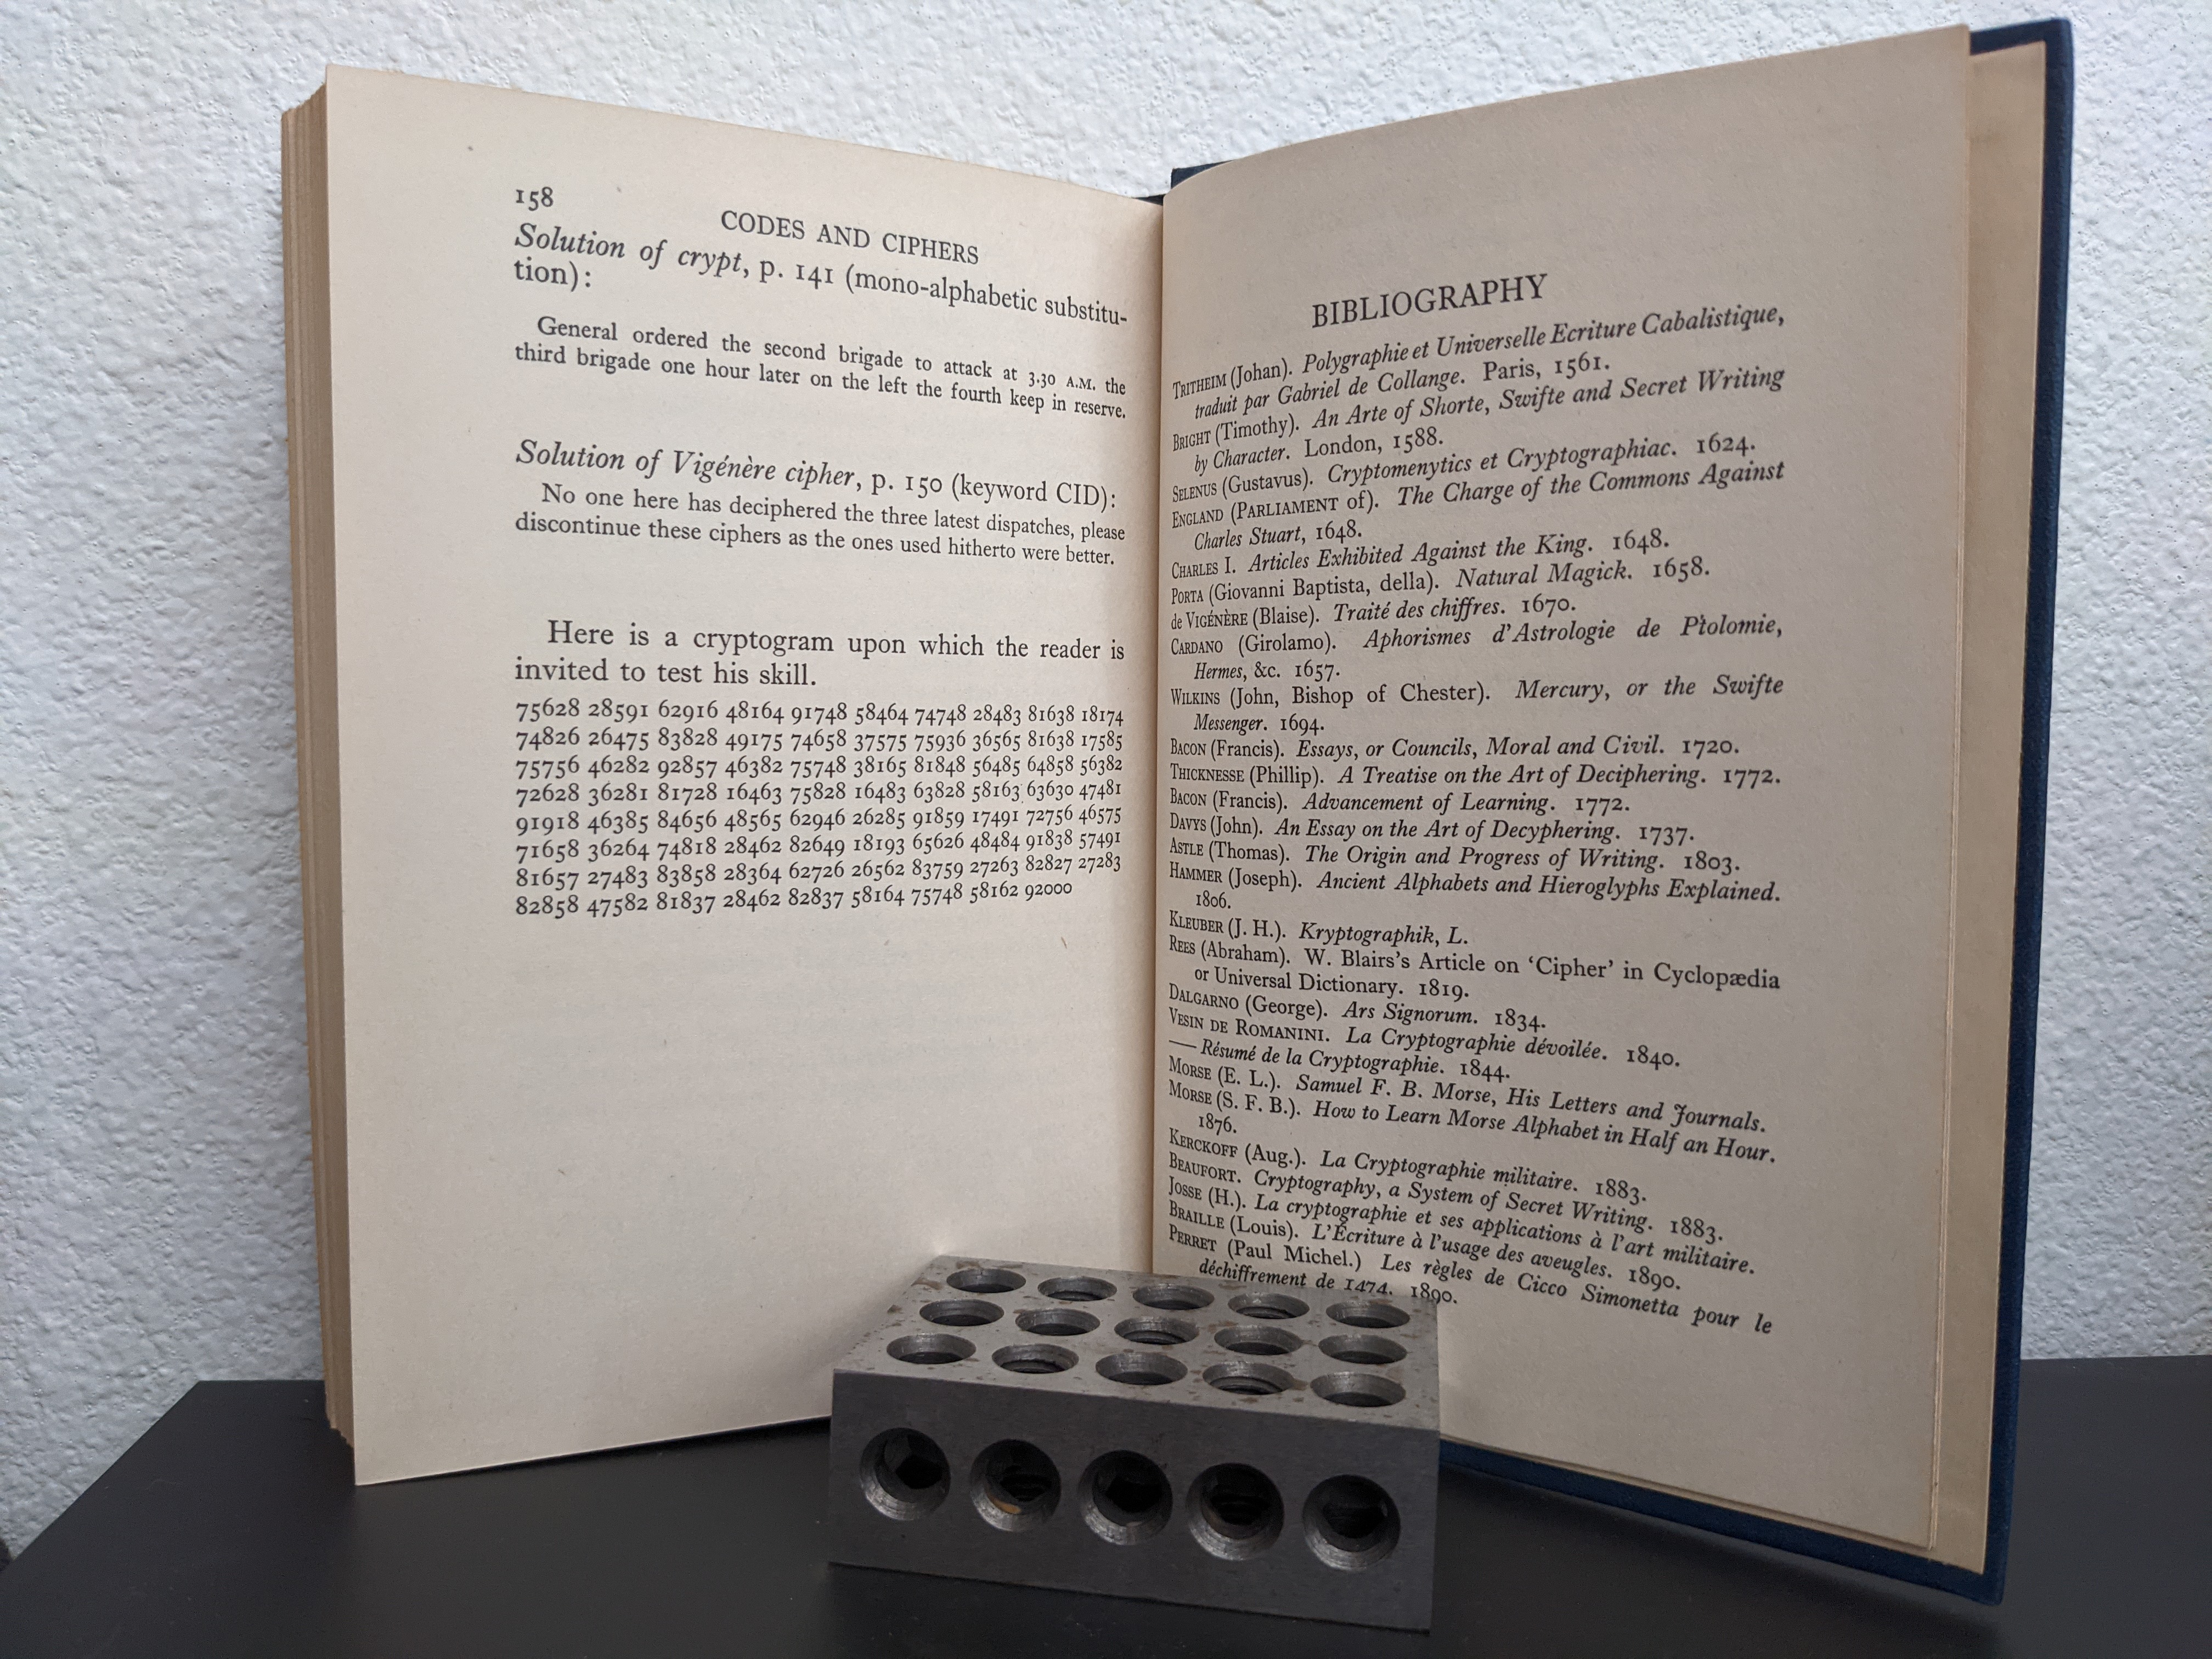 158
CODES AND CIPHERS
Solution of crypt, p. 141 (mono-alphabetic substitu-
tion):
General ordered the second brigade to attack at 3.30 A.M. the
third brigade one hour later on the left the fourth keep in reserve.
Solution of Vigénère cipher, p. 150 (keyword CID):
No one here has deciphered the three latest dispatches, please
discontinue these ciphers as the ones used hitherto were better.
Here is a cryptogram upon which the reader is
invited to test his skill.
75628 28591 62916 48164 91748 58464 74748 28483 81638 18174
74826 26475 83828 49175 74658 37575 75936 36565 81638 17585
75756 46282 92857 46382 75748 38165 81848 56485 64858 56382
72628 36281 81728 16463 75828 16483 63828 58163 63630 47481
91918 46385 84656 48565 62946 26285 91859 17491 72756 46575
71658 36264 74818 28462 82649 18193 65626 48484 91838 57491
81657 27483 83858 28364 62726 26562 83759 27263 82827 27283
82858 47582 81837 28462 82837 58164 75748 58162 92000
BIBLIOGRAPHY
TRITHEIM (Johan). Polygraphie et Universelle Ecriture Cabalistique,
traduit par Gabriel de Collange. Paris, 1561.
BRIGHT (Timothy). An Arte of Shorte, Swifte and Secret Writing
by Character. London, 1588.
SELENUS (Gustavus). Cryptomenytics et Cryptographiac. 1624.
ENGLAND (PARLIAMENT of). The Charge of the Commons Against
Charles Stuart, 1648.
CHARLES I. Articles Exhibited Against the King. 1648.
PORTA (Giovanni Baptista, della). Natural Magick. 1658.
de VIGÉNÈRE (Blaise). Traité des chiffres. 1670.
CARDANO (Girolamo). Aphorismes d'Astrologie de Ptolomie,
Hermes, &c. 1657.
WILKINS (John, Bishop of Chester). Mercury, or the Swifte
Messenger. 1694.
BACON (Francis). Essays, or Councils, Moral and Civil. 1720.
THICKNESSE (Phillip). A Treatise on the Art of Deciphering. 1772.
BACON (Francis). Advancement of Learning. 1772.
DAVYS (John). An Essay on the Art of Decyphering. 1737.
ASTLE (Thomas). The Origin and Progress of Writing. 1803.
HAMMER (Joseph). Ancient Alphabets and Hieroglyphs Explained.
1806.
KLEUBER (J. H.). Kryptographik, L.
REES (Abraham). W. Blairs's Article on 'Cipher' in Cyclopædia
or Universal Dictionary. 1819.
DALGARNO (George). Ars Signorum. 1834.
VESIN DE ROMANINI. La Cryptographie dévoilée. 1840.
— Résumé de la Cryptographie. 1844.
MORSE (E. L.). Samuel F. B. Morse, His Letters and Journals.
MORSE (S. F. B.). How to Learn Morse Alphabet in Half an Hour.
1876.
KERCKOFF (Aug.). La Cryptographie militaire. 1883.
BEAUFORT. Cryptography, a System of Secret Writing. 1883.
JOSSE (H.). La cryptographie et ses applications à l'art militaire.
BRAILLE (Louis). L'Écriture à l'usage des aveugles. 1890.
PERRET (Paul Michel.) Les règles de Cicco Simonetta pour le
déchiffrement de 1474. 1890.